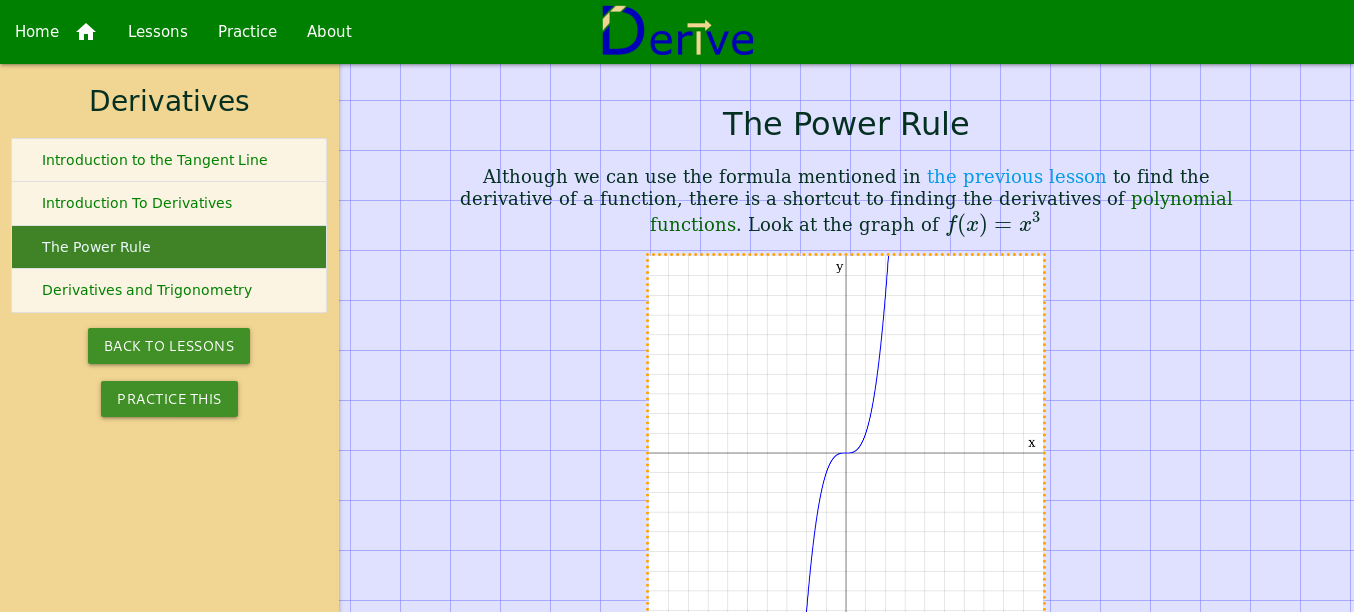 Home Lessons Practice About Derive
Derivatives
Introduction to the Tangent Line
Introduction To Derivatives
The Power Rule
Derivatives and Trigonometry
BACK TO LESSONS
PRACTICE THIS
The Power Rule
Although we can use the formula mentioned in the previous lesson to find the
derivative of a function, there is a shortcut to finding the derivatives of polynomial
functions. Look at the graph of f(x) = x³
y
x